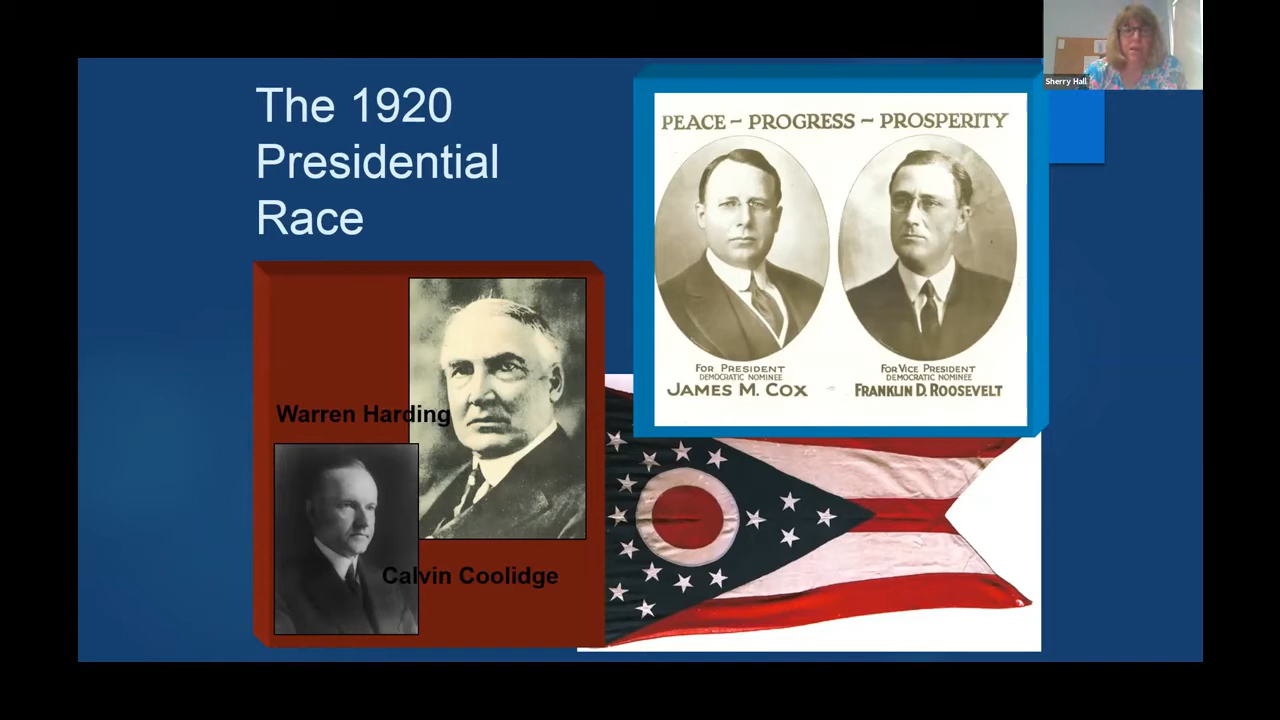 The 1920
Presidential
Race
Sherry Hall
PEACE ~ PROGRESS ~ PROSPERITY
FOR PRESIDENT
DEMOCRATIC NOMINEE
JAMES M. COX
FOR VICE PRESIDENT
DEMOCRATIC NOMINEE
FRANKLIN D. ROOSEVELT
Warren Harding
Calvin Coolidge